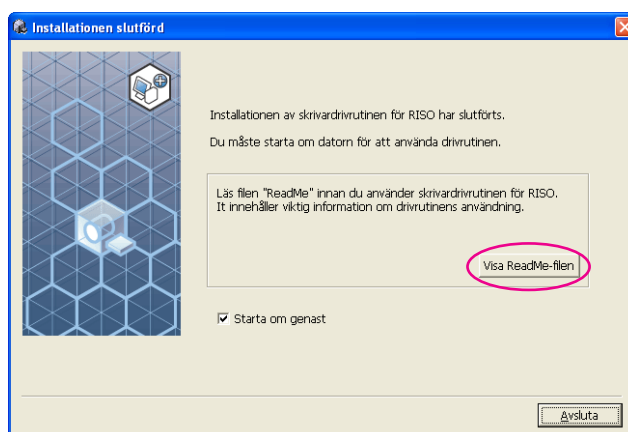 Installationen slutförd
Installationen av skrivardrivrutinen för RISO har slutförts.
Du måste starta om datorn för att använda drivrutinen.
Läs filen "ReadMe" innan du använder skrivardrivrutinen för RISO.
It innehåller viktig information om drivrutinens användning.
Visa ReadMe-filen
Starta om genast
Avsluta